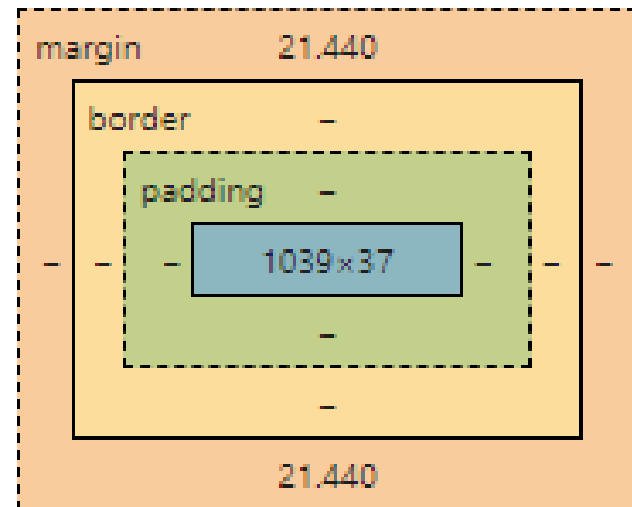 margin 21.440
border –
padding –
– – – 1039×37 – – –
–
–
21.440